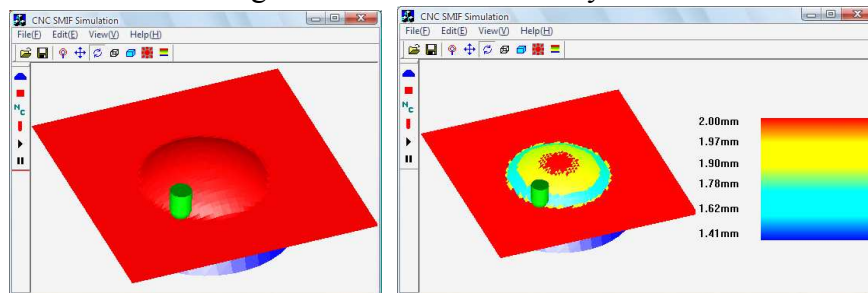 CNC SMIF Simulation
File(F) Edit(E) View(V) Help(H)
N
C
CNC SMIF Simulation
File(F) Edit(E) View(V) Help(H)
N
C
2.00mm
1.97mm
1.90mm
1.78mm
1.62mm
1.41mm